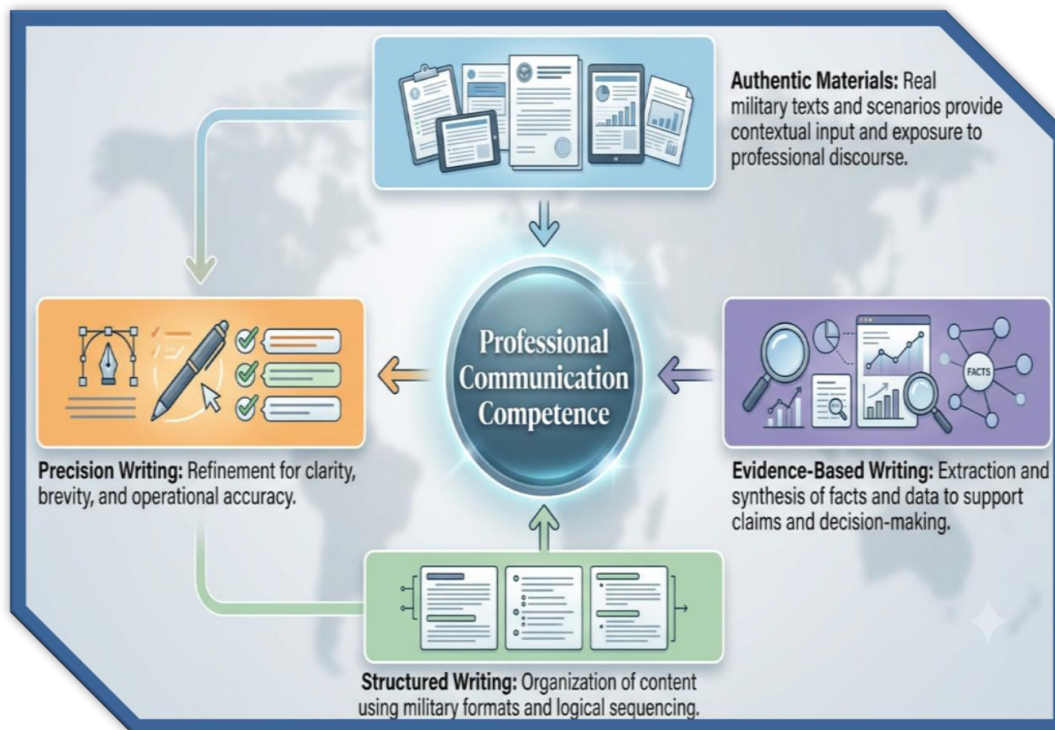 Authentic Materials: Real
military texts and scenarios provide
contextual input and exposure to
professional discourse.
Professional
Communication
Competence
FACTS
Precision Writing: Refinement for clarity,
brevity, and operational accuracy.
Evidence-Based Writing: Extraction and
synthesis of facts and data to support
claims and decision-making.
Structured Writing: Organization of content
using military formats and logical sequencing.